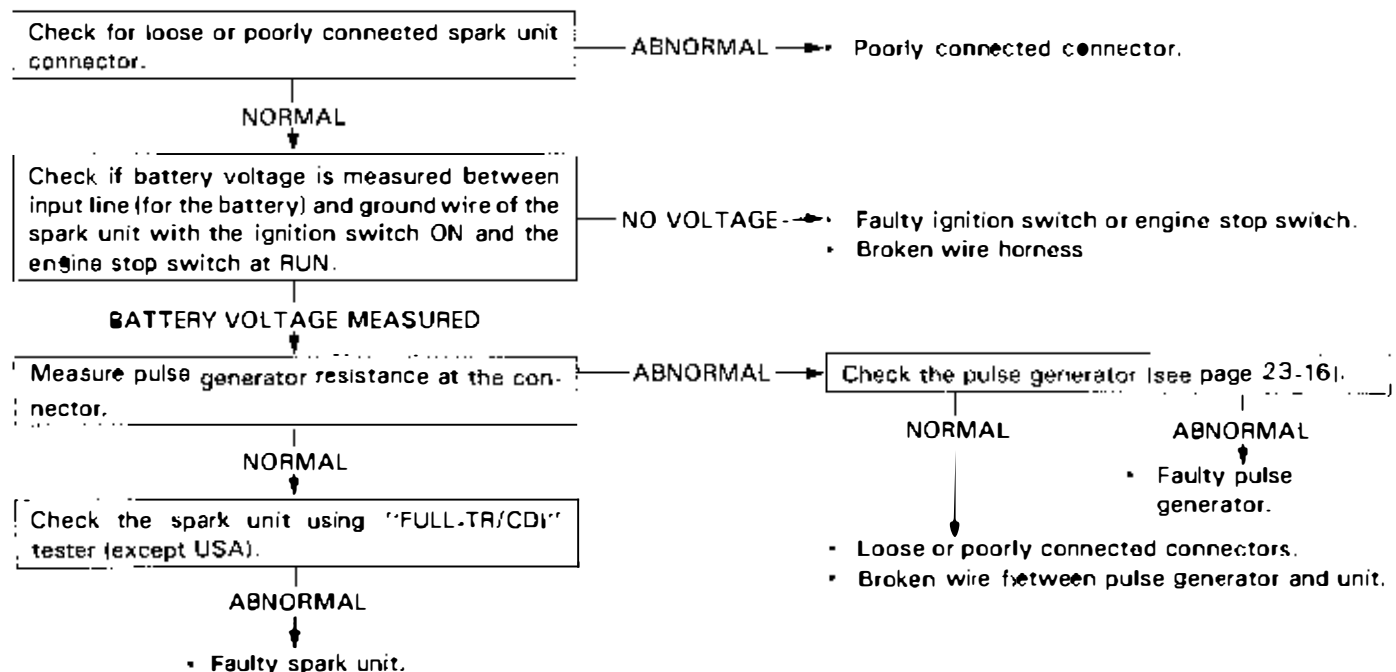 Check for loose or poorly connected spark unit
connector.
ABNORMAL
• Poorly connected connector.
NORMAL
Check if battery voltage is measured between
input line (for the battery) and ground wire of the
spark unit with the ignition switch ON and the
engine stop switch at RUN.
NO VOLTAGE
• Faulty ignition switch or engine stop switch.
• Broken wire horness
BATTERY VOLTAGE MEASURED
Measure pulse generator resistance at the con-
nector.
ABNORMAL
Check the pulse generator (see page 23-16).
NORMAL
ABNORMAL
• Faulty pulse
generator.
• Loose or poorly connected connectors.
• Broken wire between pulse generator and unit.
NORMAL
Check the spark unit using "FULL-TR/CDI"
tester (except USA).
ABNORMAL
• Faulty spark unit.